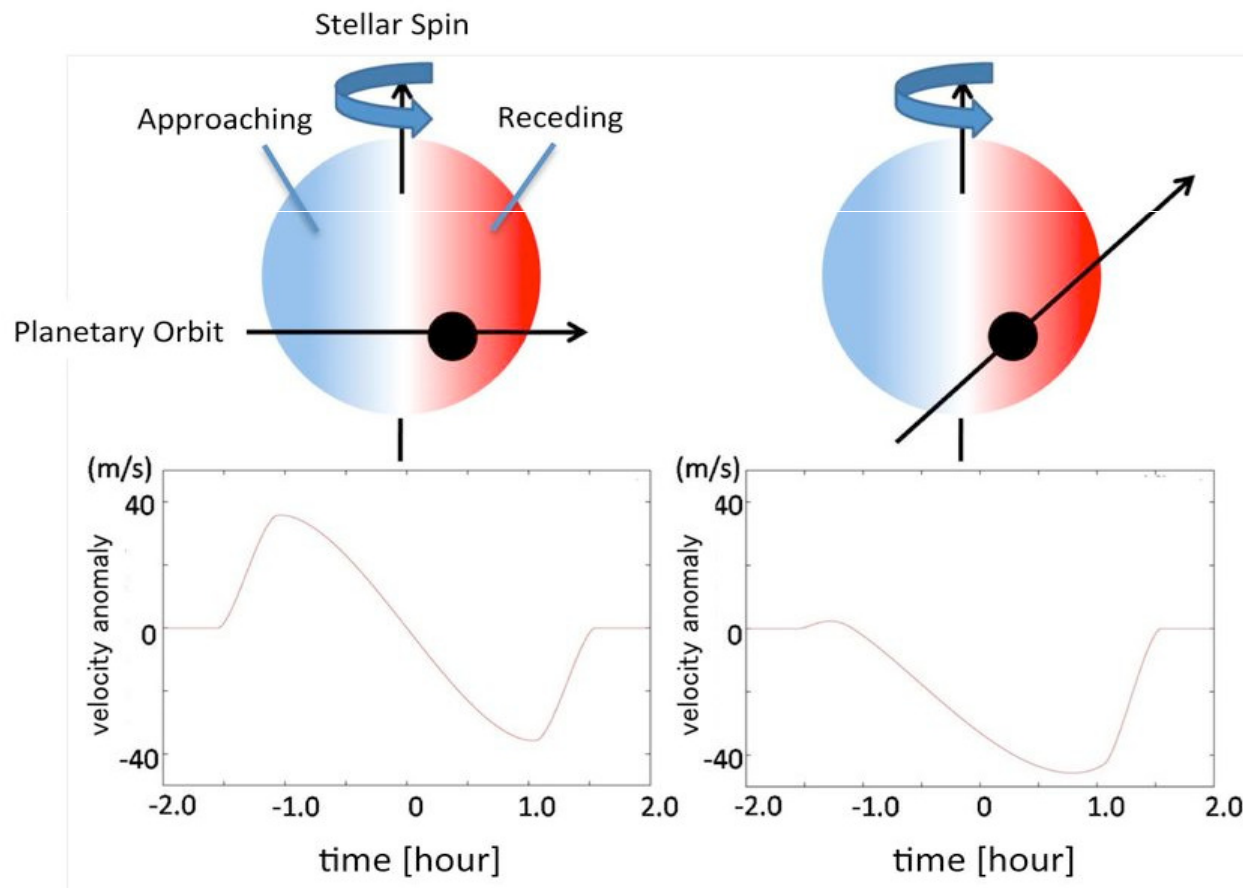 Stellar Spin
Approaching
Receding
Planetary Orbit
(m/s)
40
0
-40
velocity anomaly
-2.0 -1.0 0 1.0 2.0
time [hour]
(m/s)
40
0
-40
velocity anomaly
-2.0 -1.0 0 1.0 2.0
time [hour]